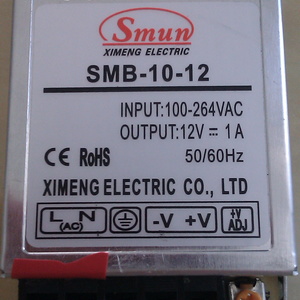 Smun
XIMENG ELECTRIC
SMB-10-12
INPUT:100-264VAC
OUTPUT:12V⎓1A
CE RoHS 50/60Hz
XIMENG ELECTRIC CO., LTD
L (AC) N ⏚ -V +V +V ADJ